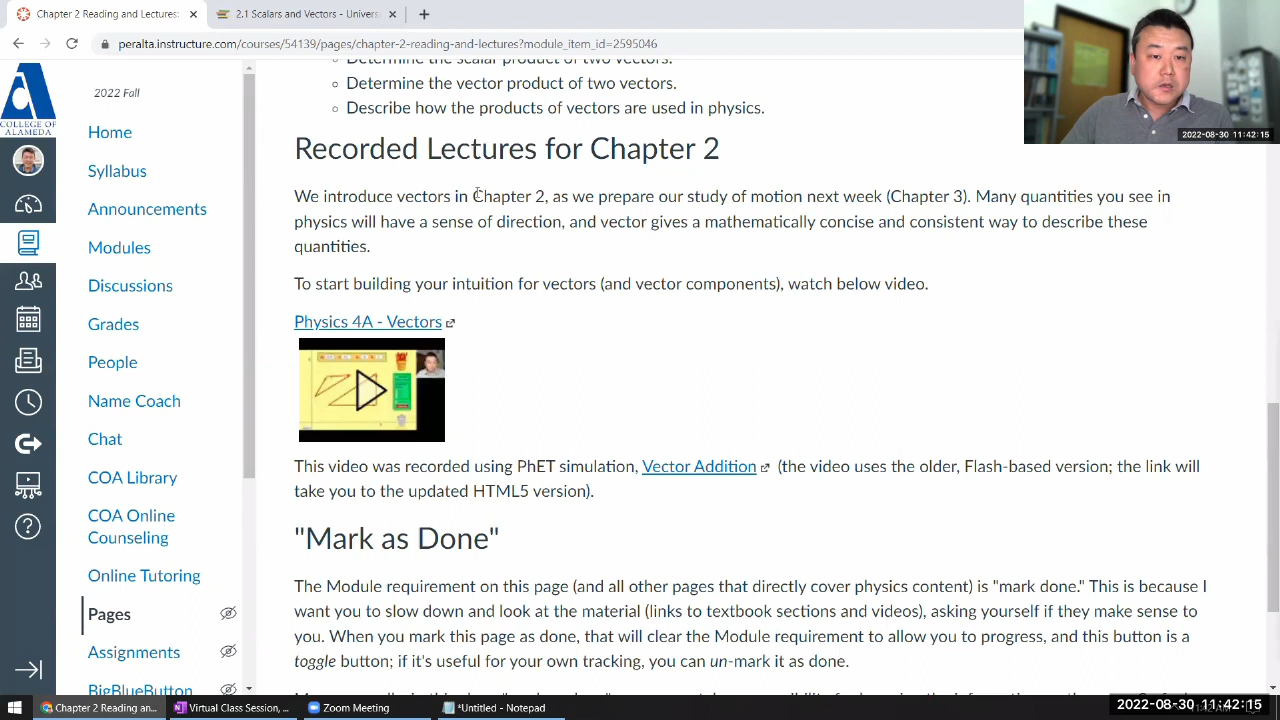 Chapter 2 Reading and Lectures:
2.1 Scalars and Vectors - Univers
peralta.instructure.com/courses/54139/pages/chapter-2-reading-and-lectures?module_item_id=2595046
2022-08-30 11:42:15
COLLEGE OF
ALAMEDA
2022 Fall
Home
Syllabus
Announcements
Modules
Discussions
Grades
People
Name Coach
Chat
COA Library
COA Online
Counseling
Online Tutoring
Pages
Assignments
BigBlueButton
Determine the scalar product of two vectors.
Determine the vector product of two vectors.
Describe how the products of vectors are used in physics.
Recorded Lectures for Chapter 2
We introduce vectors in Chapter 2, as we prepare our study of motion next week (Chapter 3). Many quantities you see in
physics will have a sense of direction, and vector gives a mathematically concise and consistent way to describe these
quantities.
To start building your intuition for vectors (and vector components), watch below video.
Physics 4A - Vectors
This video was recorded using PhET simulation, Vector Addition (the video uses the older, Flash-based version; the link will
take you to the updated HTML5 version).
"Mark as Done"
The Module requirement on this page (and all other pages that directly cover physics content) is "mark done." This is because I
want you to slow down and look at the material (links to textbook sections and videos), asking yourself if they make sense to
you. When you mark this page as done, that will clear the Module requirement to allow you to progress, and this button is a
toggle button; if it's useful for your own tracking, you can un-mark it as done.
Chapter 2 Reading an...
Virtual Class Session, ...
Zoom Meeting
*Untitled - Notepad
2022-08-30 11:42:15